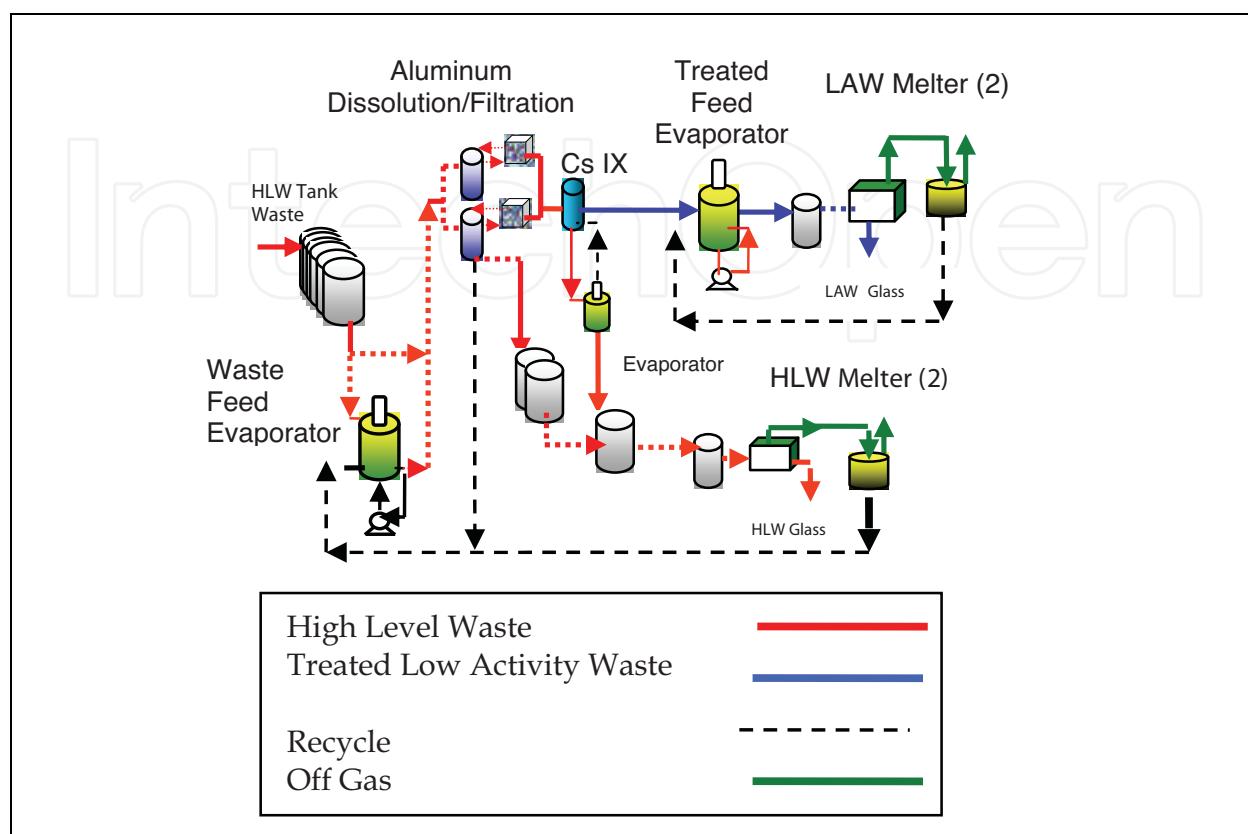 Aluminum
Dissolution/Filtration
Treated
Feed
Evaporator
LAW Melter (2)
Cs IX
HLW Tank
Waste
LAW Glass
Waste
Feed
Evaporator
Evaporator
HLW Melter (2)
HLW Glass
IntechOpen
High Level Waste
Treated Low Activity Waste
Recycle
Off Gas